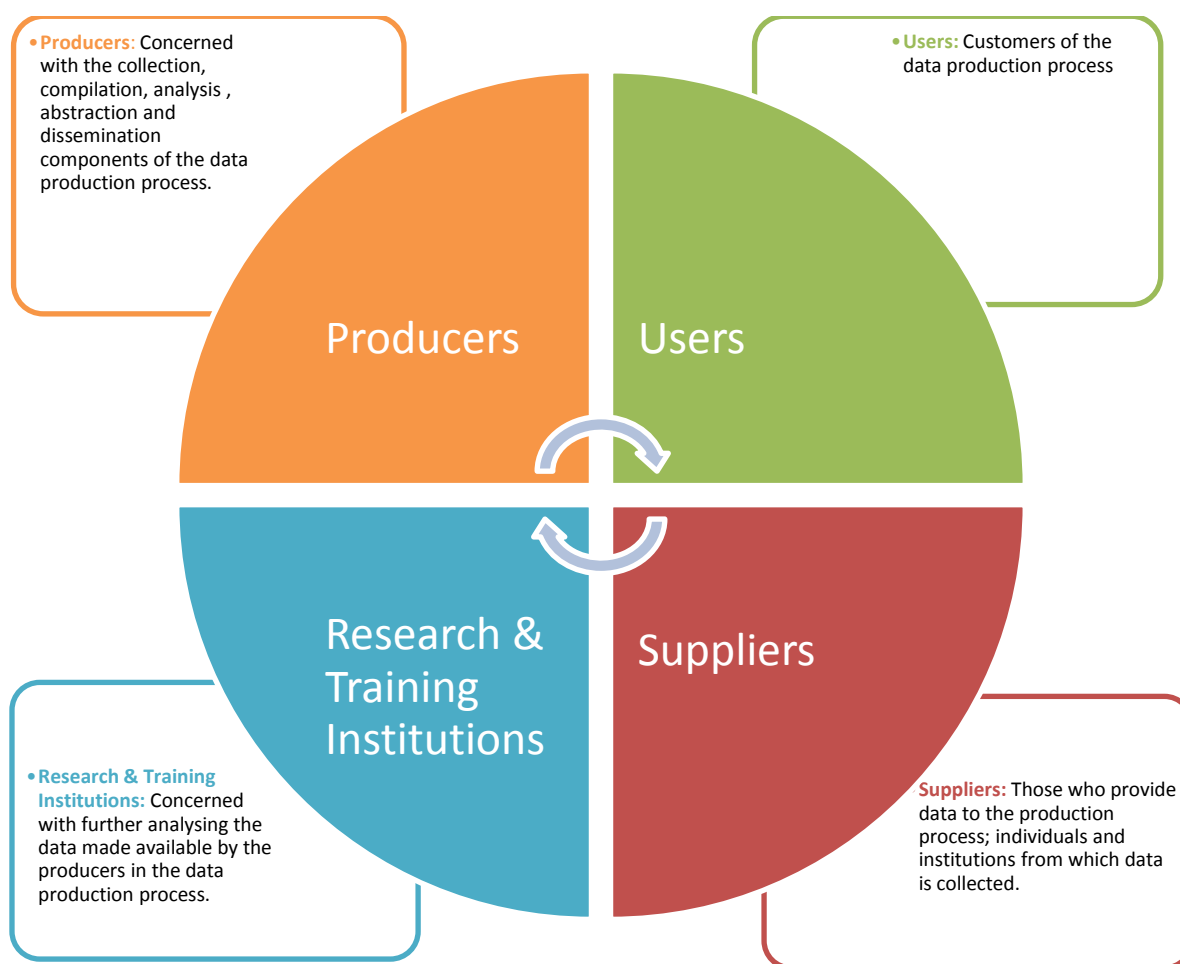 •Producers: Concerned
with the collection,
compilation, analysis ,
abstraction and
dissemination
components of the data
production process.
•Users: Customers of the
data production process
Producers
Users
Research &
Training
Institutions
Suppliers
•Research & Training
Institutions: Concerned
with further analysing the
data made available by the
producers in the data
production process.
Suppliers: Those who provide
data to the production
process; individuals and
institutions from which data
is collected.